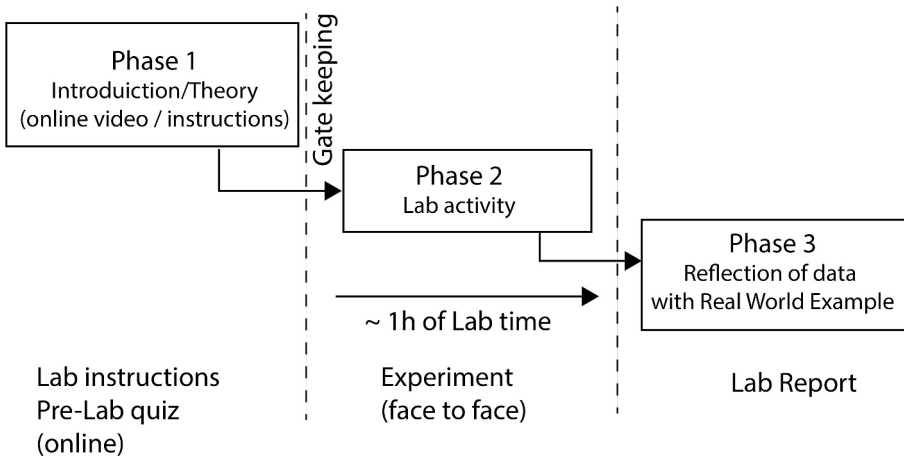 Phase 1
Introduiction/Theory
(online video / instructions)
Gate keeping
Phase 2
Lab activity
Phase 3
Reflection of data
with Real World Example
~ 1h of Lab time
Lab instructions
Pre-Lab quiz
(online)
Experiment
(face to face)
Lab Report